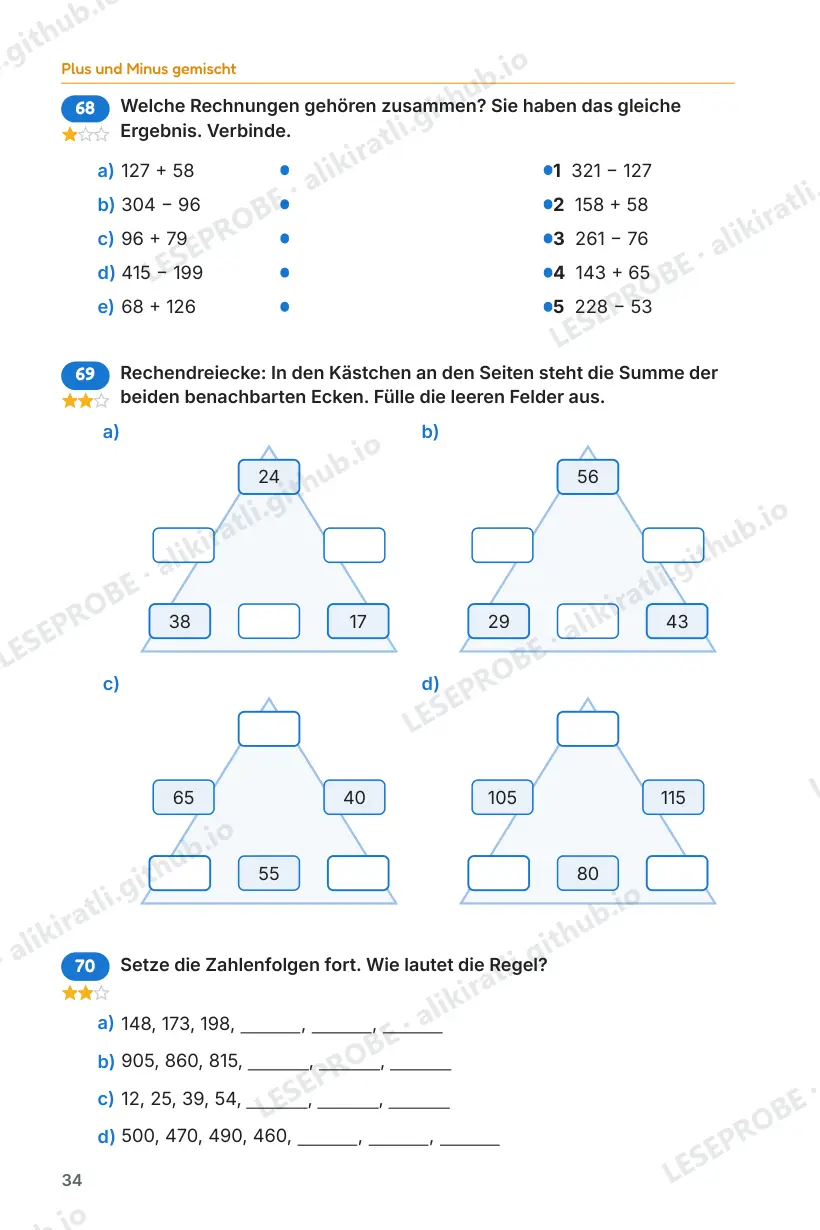 Plus und Minus gemischt
68 Welche Rechnungen gehören zusammen? Sie haben das gleiche
Ergebnis. Verbinde.
a) 127 + 58 1 321 − 127
b) 304 − 96 2 158 + 58
c) 96 + 79 3 261 − 76
d) 415 − 199 4 143 + 65
e) 68 + 126 5 228 − 53
69 Rechendreiecke: In den Kästchen an den Seiten steht die Summe der
beiden benachbarten Ecken. Fülle die leeren Felder aus.
a) b)
24 56
38 17 29 43
c) d)
65 40 105 115
55 80
70 Setze die Zahlenfolgen fort. Wie lautet die Regel?
a) 148, 173, 198, ______, ______, ______
b) 905, 860, 815, ______, ______, ______
c) 12, 25, 39, 54, ______, ______, ______
d) 500, 470, 490, 460, ______, ______, ______
34
LESEPROBE · alikiratli.github.io